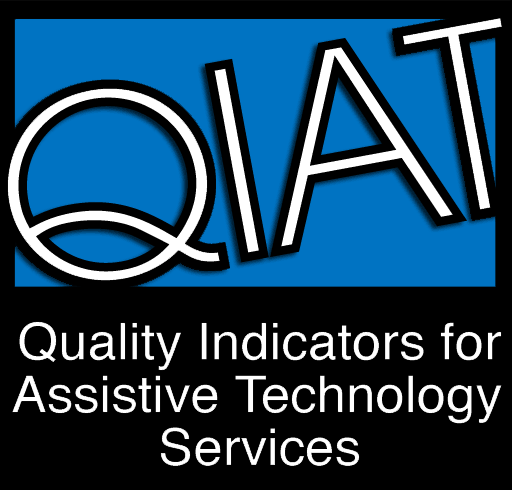 QIAT
Quality Indicators for
Assistive Technology
Services